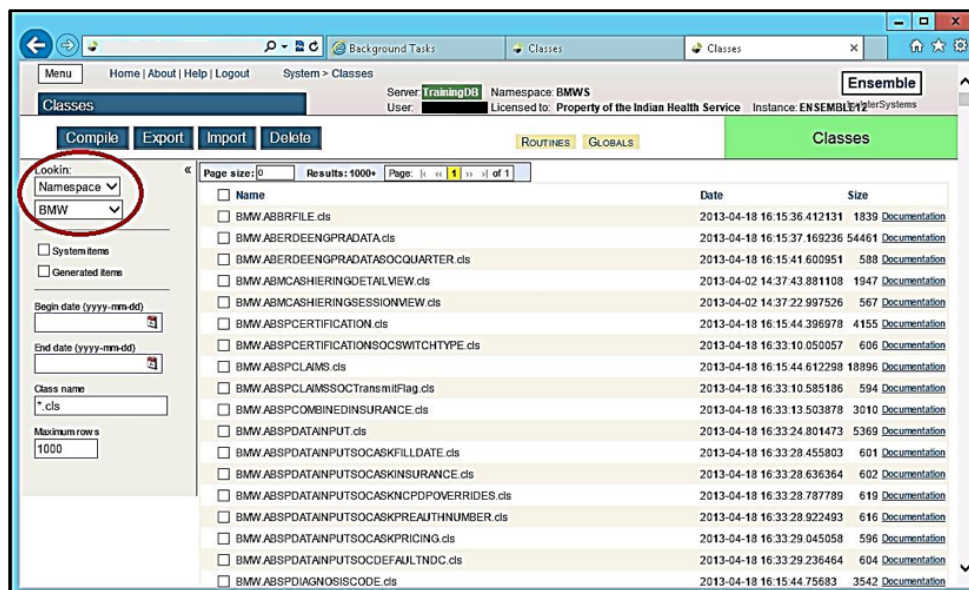 Background Tasks
Classes
Classes
Menu
Home | About | Help | Logout
System > Classes
Server: TrainingDB Namespace: BMWS
User: Licensed to: Property of the Indian Health Service Instance: ENSEMBLE12
Ensemble
InterSystems
Classes
Compile Export Import Delete
ROUTINES GLOBALS
Classes
Lookin:
Namespace
BMW
System items
Generated items
Begin date (yyyy-mm-dd)
End date (yyyy-mm-dd)
Class name
*.cls
Maximum rows
1000
Page size: 0 Results: 1000+ Page: |< << 1 >> >| of 1
Name Date Size
BMW.ABBRFILE.cls 2013-04-18 16:15:36.412131 1839 Documentation
BMW.ABERDEENGPRADATA.cls 2013-04-18 16:15:37.169236 54461 Documentation
BMW.ABERDEENGPRADATASOCQUARTER.cls 2013-04-18 16:15:41.600951 588 Documentation
BMW.ABMCASHIERINGDETAILVIEW.cls 2013-04-02 14:37:43.881108 1947 Documentation
BMW.ABMCASHIERINGSESSIONVIEW.cls 2013-04-02 14:37:22.997526 567 Documentation
BMW.ABSPCERTIFICATION.cls 2013-04-18 16:15:44.396978 4155 Documentation
BMW.ABSPCERTIFICATIONSOCSWITCHTYPE.cls 2013-04-18 16:33:10.050057 606 Documentation
BMW.ABSPCLAIMS.cls 2013-04-18 16:15:44.612298 18896 Documentation
BMW.ABSPCLAIMSSOCTransmitFlag.cls 2013-04-18 16:33:10.585186 594 Documentation
BMW.ABSPCOMBINEDINSURANCE.cls 2013-04-18 16:33:13.503878 3010 Documentation
BMW.ABSPDATAINPUT.cls 2013-04-18 16:33:24.801473 5369 Documentation
BMW.ABSPDATAINPUTSOCASKFILLDATE.cls 2013-04-18 16:33:28.455803 601 Documentation
BMW.ABSPDATAINPUTSOCASKINSURANCE.cls 2013-04-18 16:33:28.636364 602 Documentation
BMW.ABSPDATAINPUTSOCASKNCPDPOVERRIDES.cls 2013-04-18 16:33:28.787789 619 Documentation
BMW.ABSPDATAINPUTSOCASKPREAUTHNUMBER.cls 2013-04-18 16:33:28.922493 616 Documentation
BMW.ABSPDATAINPUTSOCASKPRICING.cls 2013-04-18 16:33:29.045058 596 Documentation
BMW.ABSPDATAINPUTSOCDEFAULTNDC.cls 2013-04-18 16:33:29.236464 604 Documentation
BMW.ABSPDIAGNOSISCODE.cls 2013-04-18 16:15:44.75683 3542 Documentation